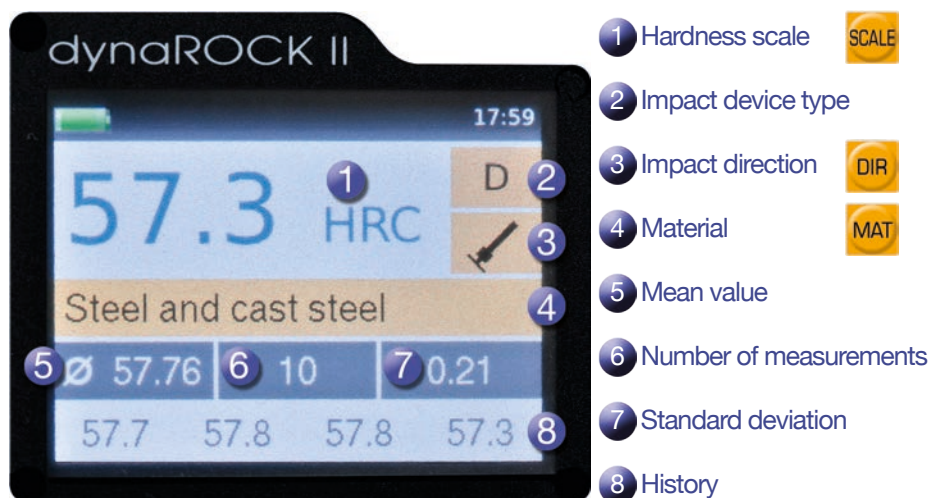 dynaROCK II
17:59
57.3 1 HRC D 2
3
Steel and cast steel 4
5 Ø 57.76 6 10 7 0.21
57.7 57.8 57.8 57.3 8
1 Hardness scale SCALE
2 Impact device type
3 Impact direction DIR
4 Material MAT
5 Mean value
6 Number of measurements
7 Standard deviation
8 History